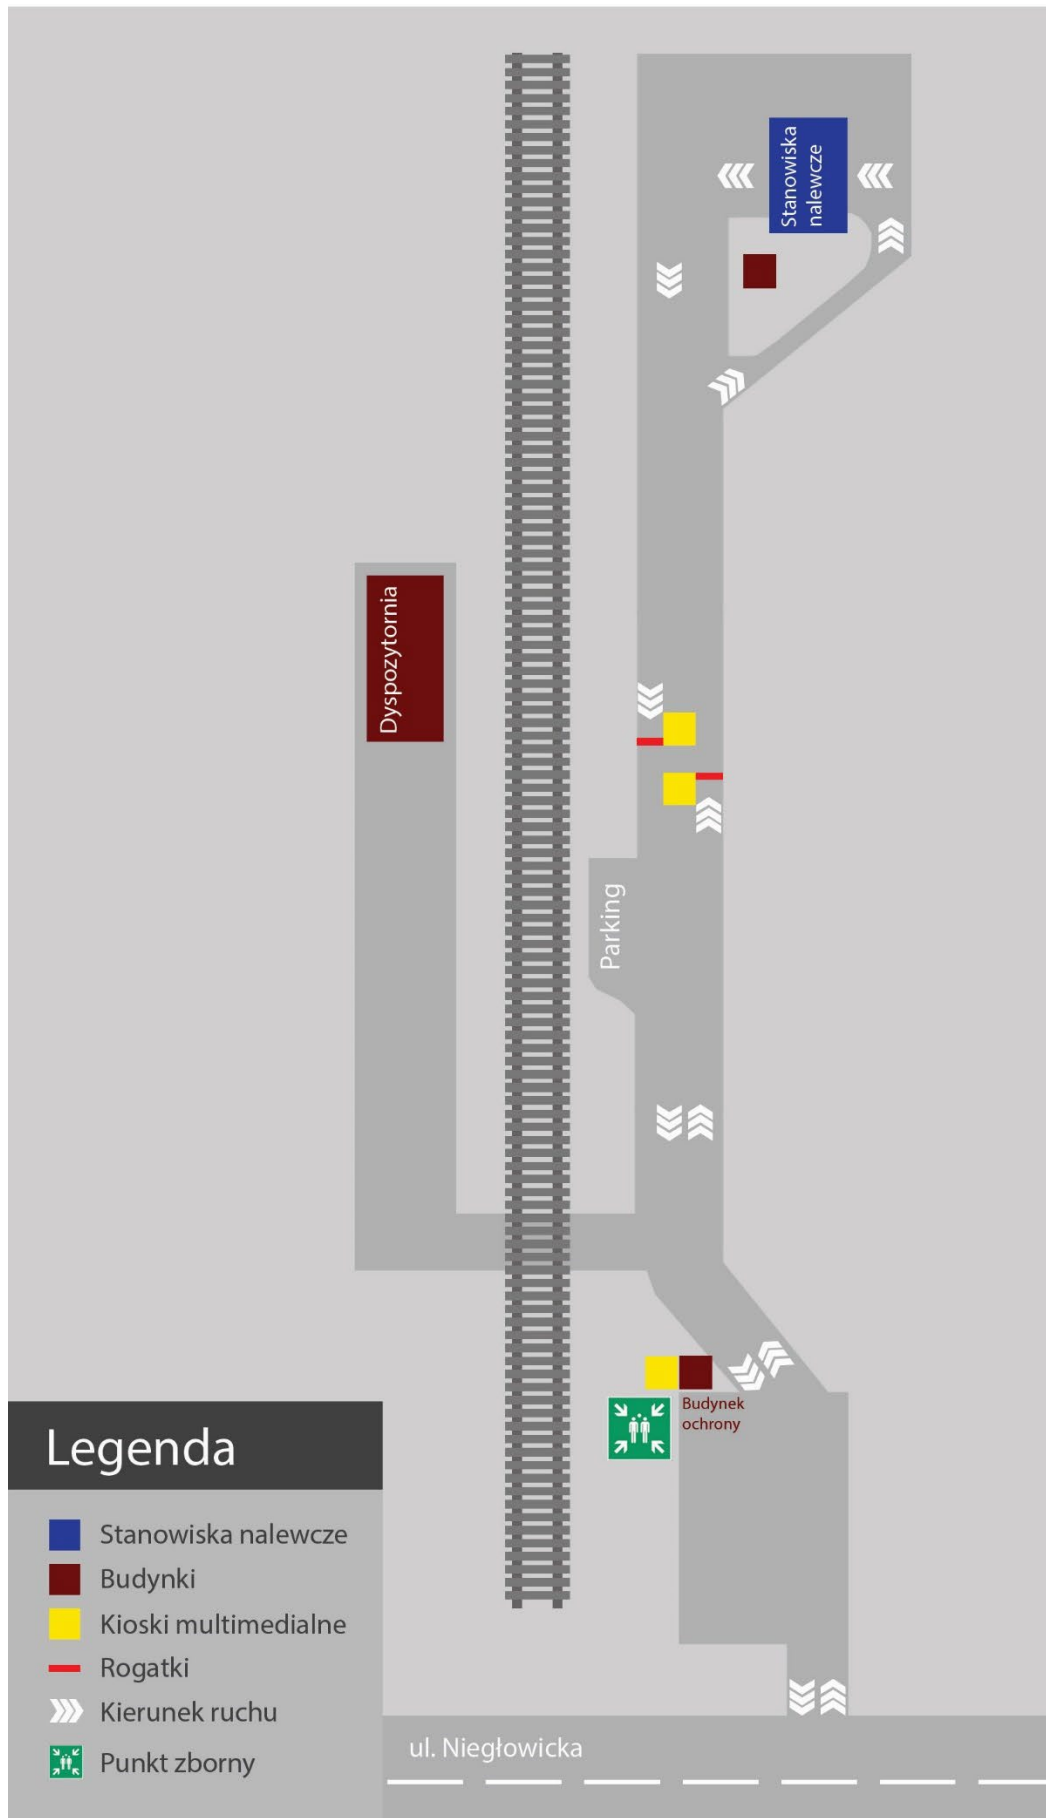 Stanowiska
nalewcze
Dyspozytornia
Parking
Budynek
ochrony
Legenda
Stanowiska nalewcze
Budynki
Kioski multimedialne
Rogatki
Kierunek ruchu
Punkt zborny
ul. Niegłowicka